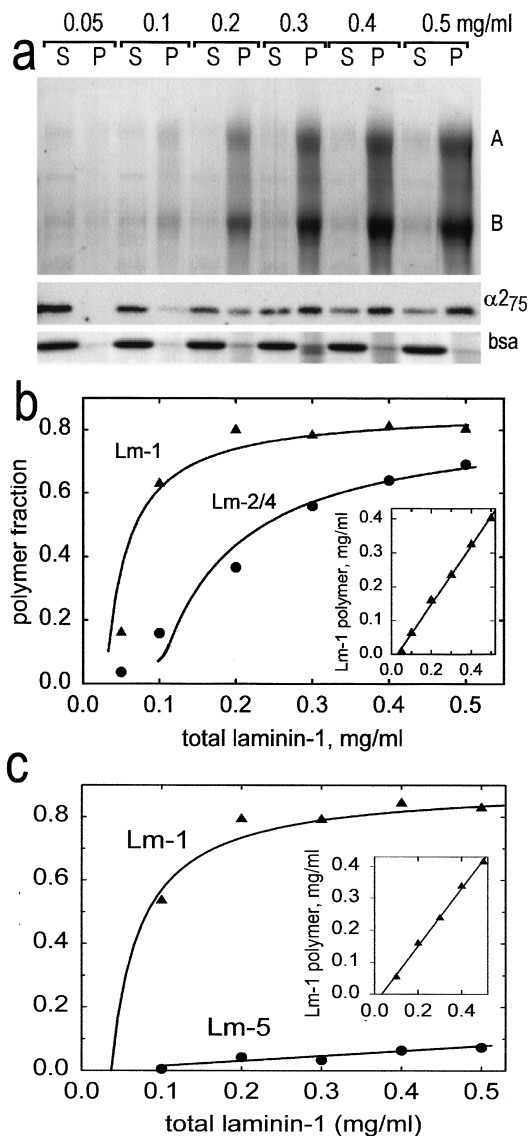 0.05 0.1 0.2 0.3 0.4 0.5 mg/ml
a S P S P S P S P S P S P
A
B
α2₇₅
bsa
b
polymer fraction
0.8
0.6
0.4
0.2
0.0
Lm-1
Lm-2/4
Lm-1 polymer, mg/ml
0.4
0.3
0.2
0.1
0.0
0.0 0.2 0.4
0.0 0.1 0.2 0.3 0.4 0.5
total laminin-1, mg/ml
c
0.8
0.6
0.4
0.2
0.0
Lm-1
Lm-5
Lm-1 polymer, mg/ml
0.4
0.3
0.2
0.1
0.0
0.0 0.2 0.4
0.0 0.1 0.2 0.3 0.4 0.5
total laminin-1 (mg/ml)